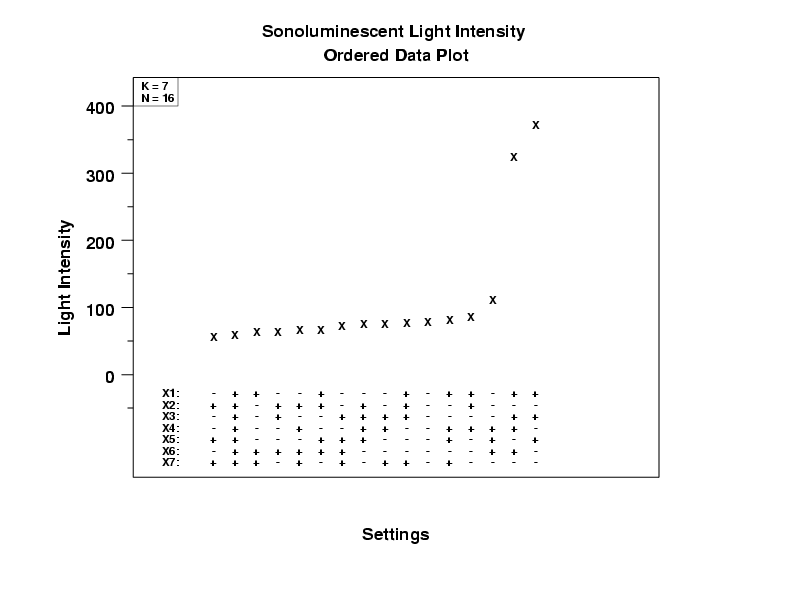 Sonoluminescent Light Intensity
Ordered Data Plot
K = 7
N = 16
400
300
200
100
0
Light Intensity
X X X X X X X X X X X X X X X X
X1: - + + - - + - - - + - + + - + +
X2: + + - + + + - + - + - - + - - -
X3: - + - + - - + + + + - - - - + +
X4: - + - - + - - + + - - + + + + -
X5: + + - - - + + + - - - + - + - +
X6: - + + + + + + - - - - - - + + -
X7: + + + - + - + - + + - + - - - -
Settings